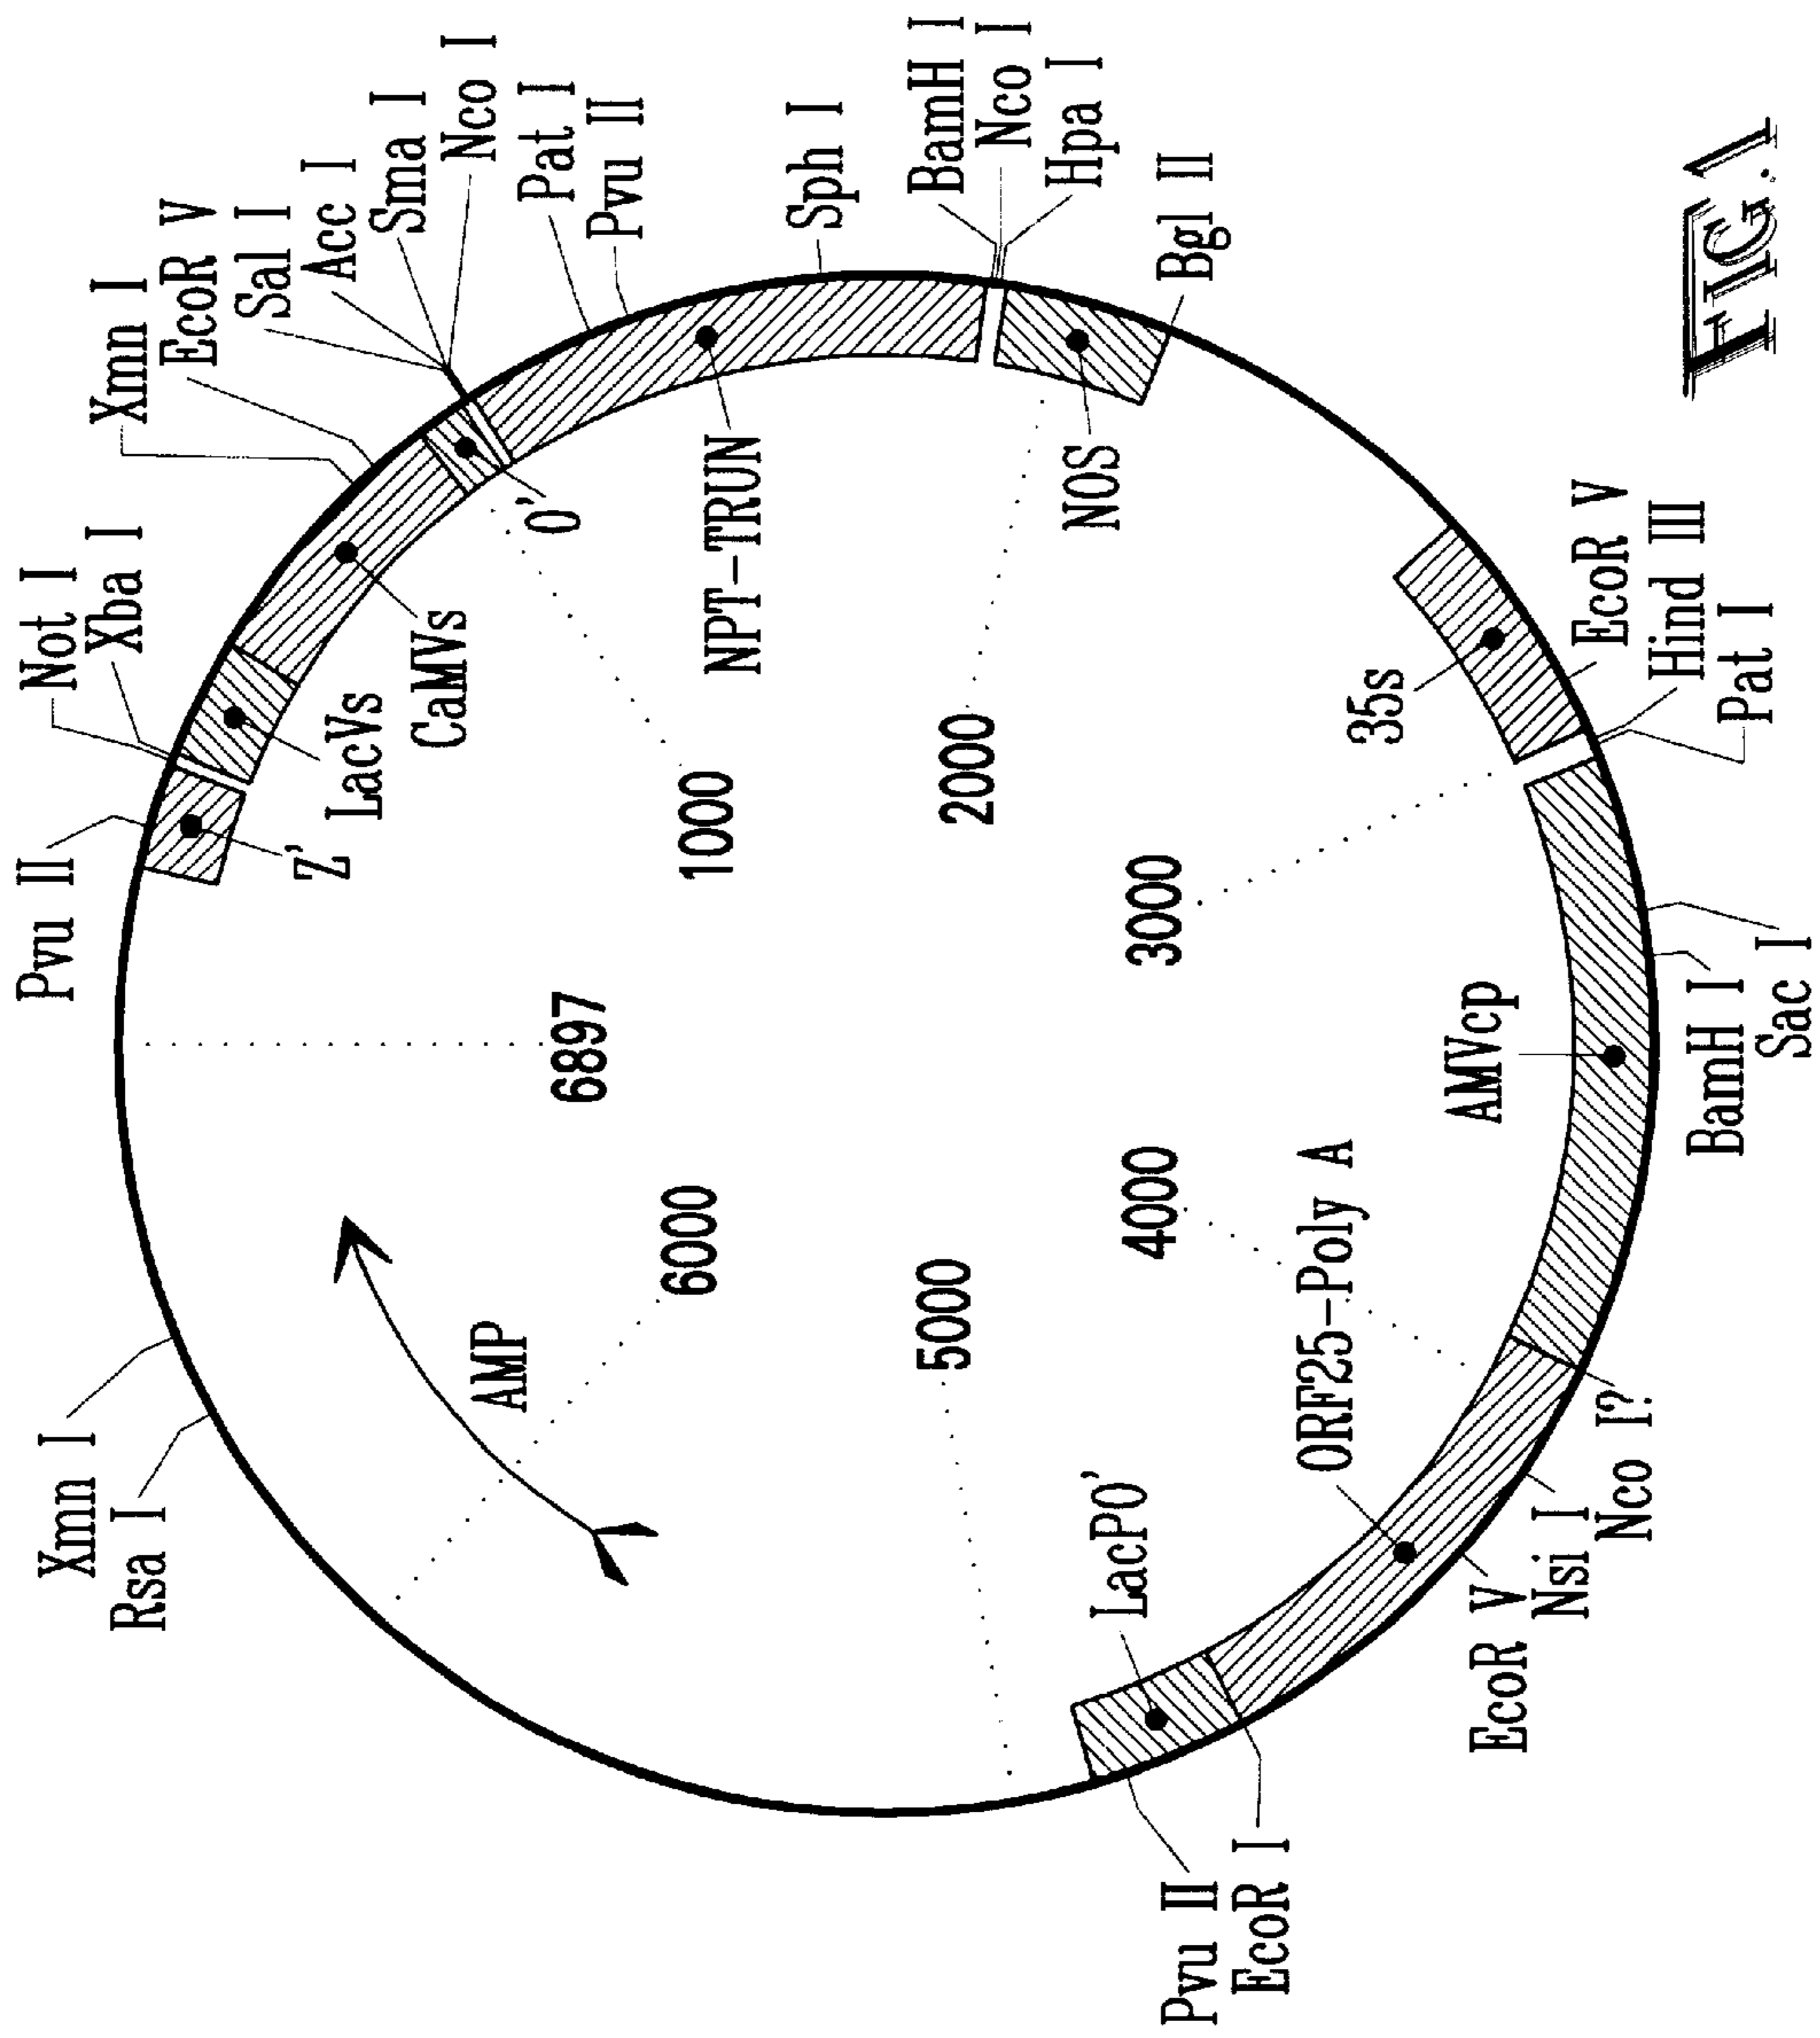 Pvu II
Not I
Xba I
Xmn I
EcoR V
Sal I
Acc I
Sma I
Nco I
Pat I
Pvu II
Sph I
BamH I
Nco I
Hpa I
Bgl II
EcoR V
Hind III
Pat I
Sac I
BamH I
Nco I?
Nsi I
EcoR V
EcoR I
Pvu II
Rsa I
Xmn I
Z'
LacVs
CaMVs
O'
NPT-TRUN
NOS
35s
AMVcp
ORF25-Poly A
LacPO'
AMP
6897
1000
2000
3000
4000
5000
6000
FIG. 1